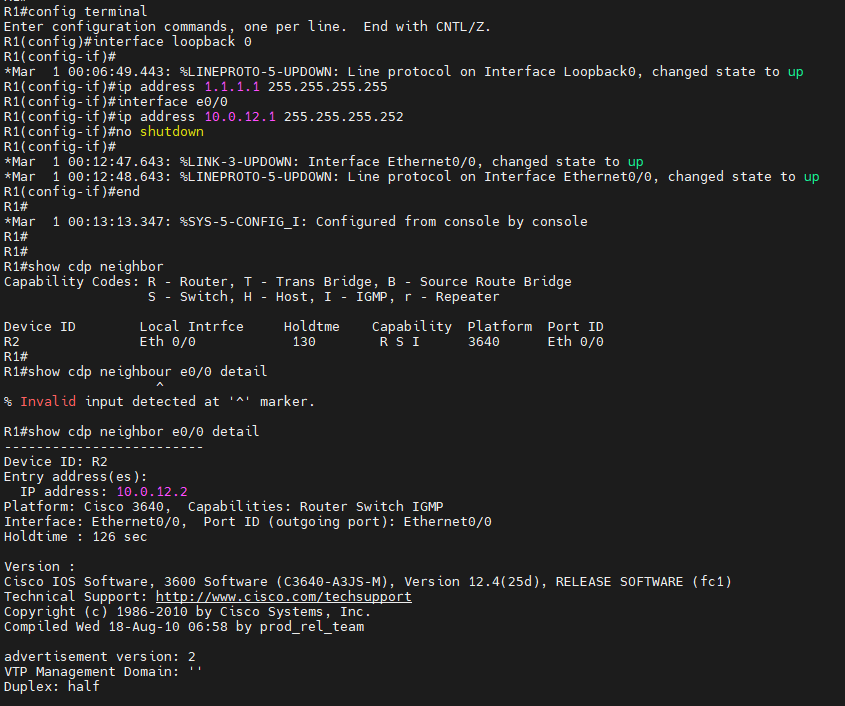 R1#config terminal
Enter configuration commands, one per line.  End with CNTL/Z.
R1(config)#interface loopback 0
R1(config-if)#
*Mar  1 00:06:49.443: %LINEPROTO-5-UPDOWN: Line protocol on Interface Loopback0, changed state to up
R1(config-if)#ip address 1.1.1.1 255.255.255.255
R1(config-if)#interface e0/0
R1(config-if)#ip address 10.0.12.1 255.255.255.252
R1(config-if)#no shutdown
R1(config-if)#
*Mar  1 00:12:47.643: %LINK-3-UPDOWN: Interface Ethernet0/0, changed state to up
*Mar  1 00:12:48.643: %LINEPROTO-5-UPDOWN: Line protocol on Interface Ethernet0/0, changed state to up
R1(config-if)#end
R1#
*Mar  1 00:13:13.347: %SYS-5-CONFIG_I: Configured from console by console
R1#
R1#
R1#show cdp neighbor
Capability Codes: R - Router, T - Trans Bridge, B - Source Route Bridge
                  S - Switch, H - Host, I - IGMP, r - Repeater

Device ID        Local Intrfce     Holdtme    Capability  Platform  Port ID
R2               Eth 0/0            130        R S I      3640      Eth 0/0
R1#
R1#show cdp neighbour e0/0 detail
                   ^
% Invalid input detected at '^' marker.

R1#show cdp neighbor e0/0 detail
-------------------------
Device ID: R2
Entry address(es):
  IP address: 10.0.12.2
Platform: Cisco 3640,  Capabilities: Router Switch IGMP
Interface: Ethernet0/0,  Port ID (outgoing port): Ethernet0/0
Holdtime : 126 sec

Version :
Cisco IOS Software, 3600 Software (C3640-A3JS-M), Version 12.4(25d), RELEASE SOFTWARE (fc1)
Technical Support: http://www.cisco.com/techsupport
Copyright (c) 1986-2010 by Cisco Systems, Inc.
Compiled Wed 18-Aug-10 06:58 by prod_rel_team

advertisement version: 2
VTP Management Domain: ''
Duplex: half